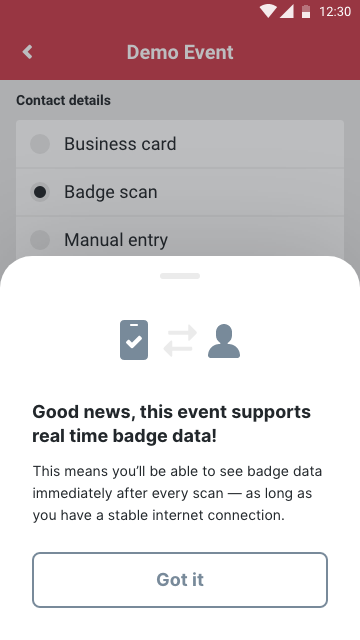 12:30
Demo Event
Contact details
Business card
Badge scan
Manual entry
Good news, this event supports
real time badge data!
This means you’ll be able to see badge data
immediately after every scan — as long as
you have a stable internet connection.
Got it